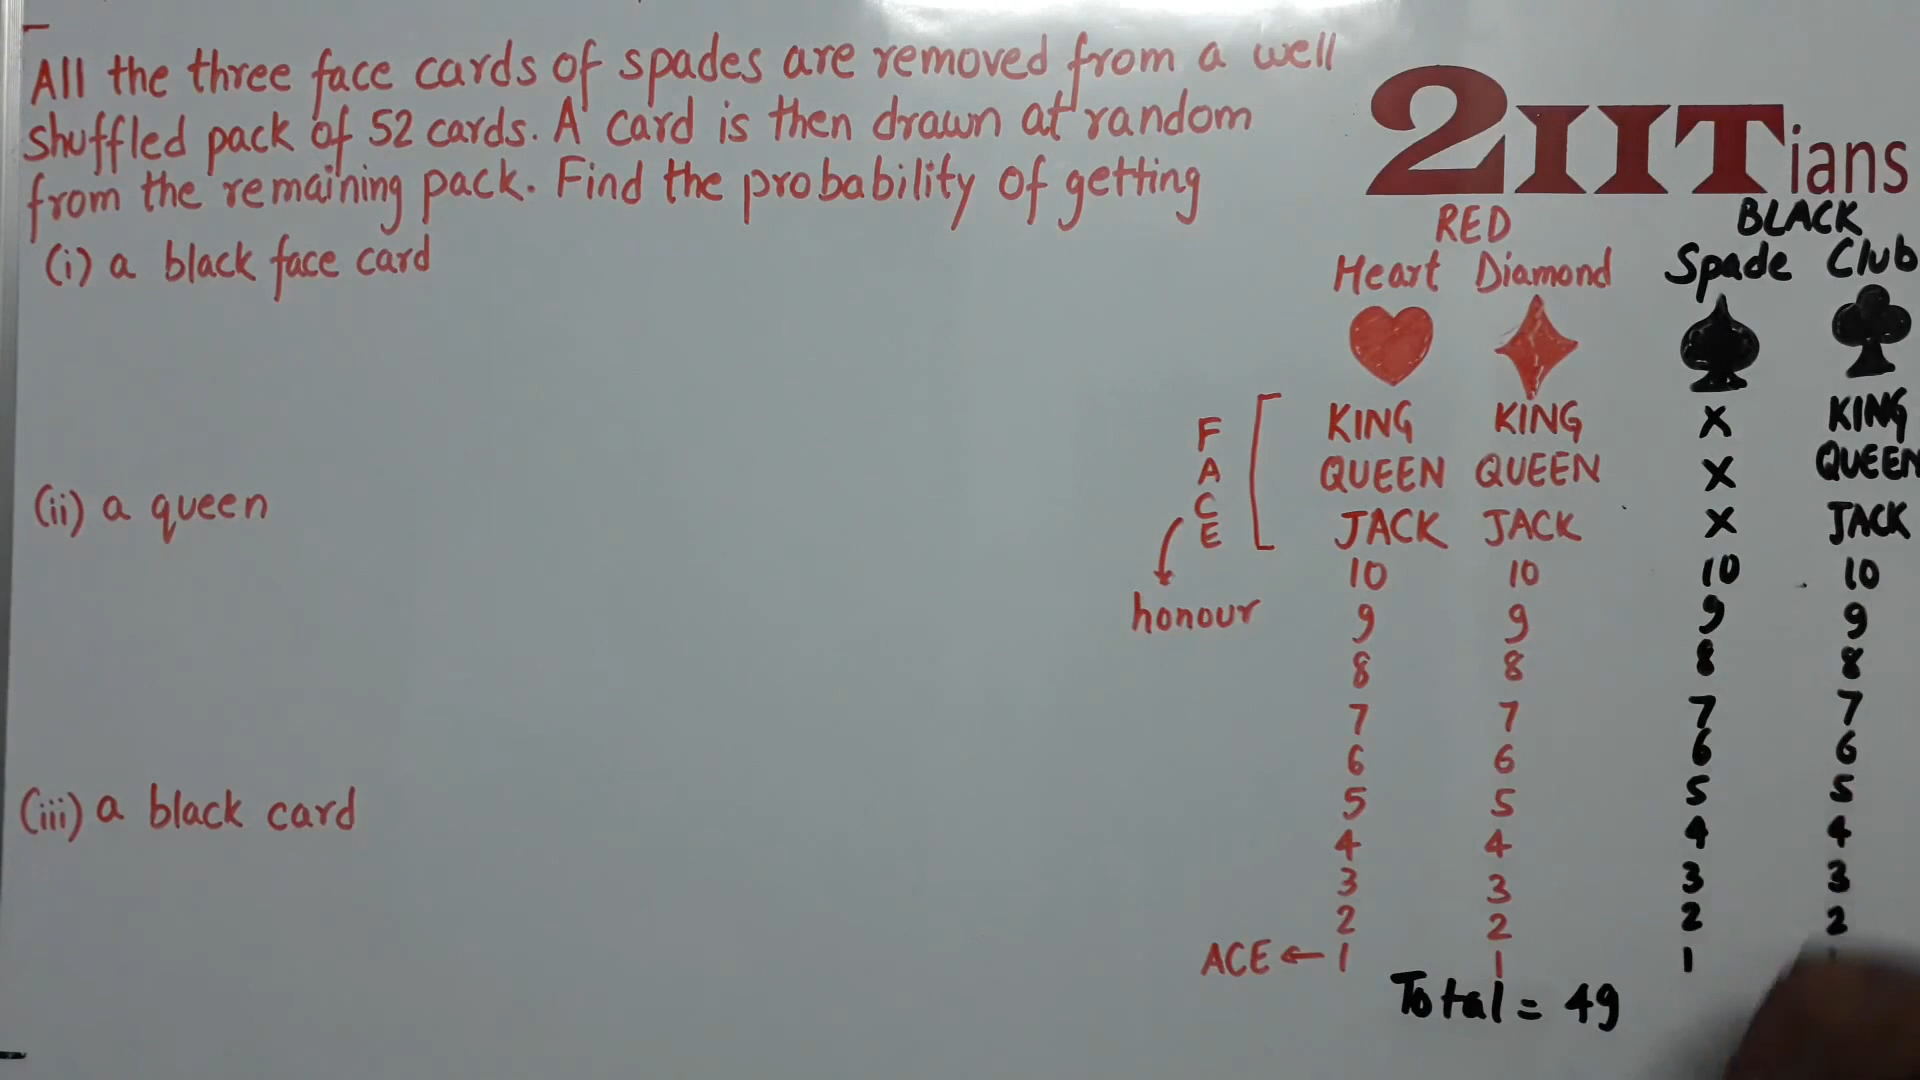 All the three face cards of spades are removed from a well
shuffled pack of 52 cards. A card is then drawn at random
from the remaining pack. Find the probability of getting
(i) a black face card
(ii) a queen
(iii) a black card
2IITians
RED BLACK
Heart Diamond Spade Club
FACE
honour
KING KING X KING
QUEEN QUEEN X QUEEN
JACK JACK X JACK
10 10 10 10
9 9 9 9
8 8 8 8
7 7 7 7
6 6 6 6
5 5 5 5
4 4 4 4
3 3 3 3
2 2 2 2
ACE ← 1 1 1
Total = 49